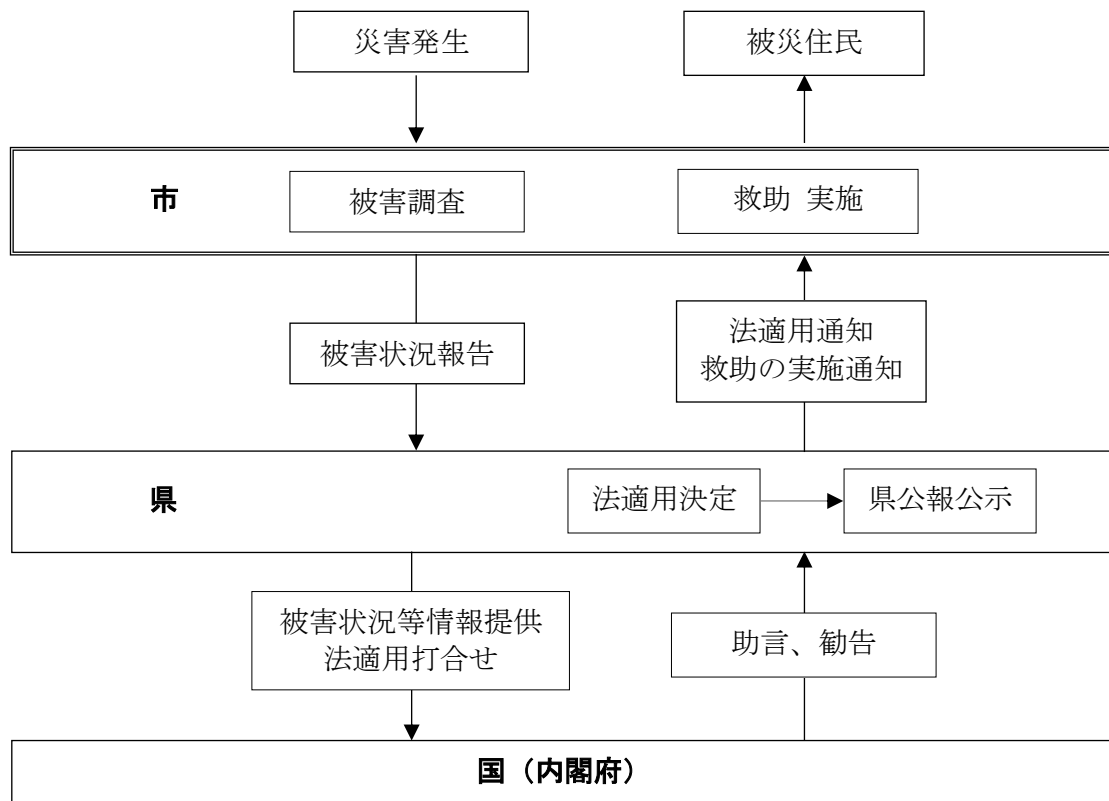 災害発生
被災住民
市
被害調査
救助 実施
被害状況報告
法適用通知
救助の実施通知
県
法適用決定
県公報公示
被害状況等情報提供
法適用打合せ
助言、勧告
国（内閣府）